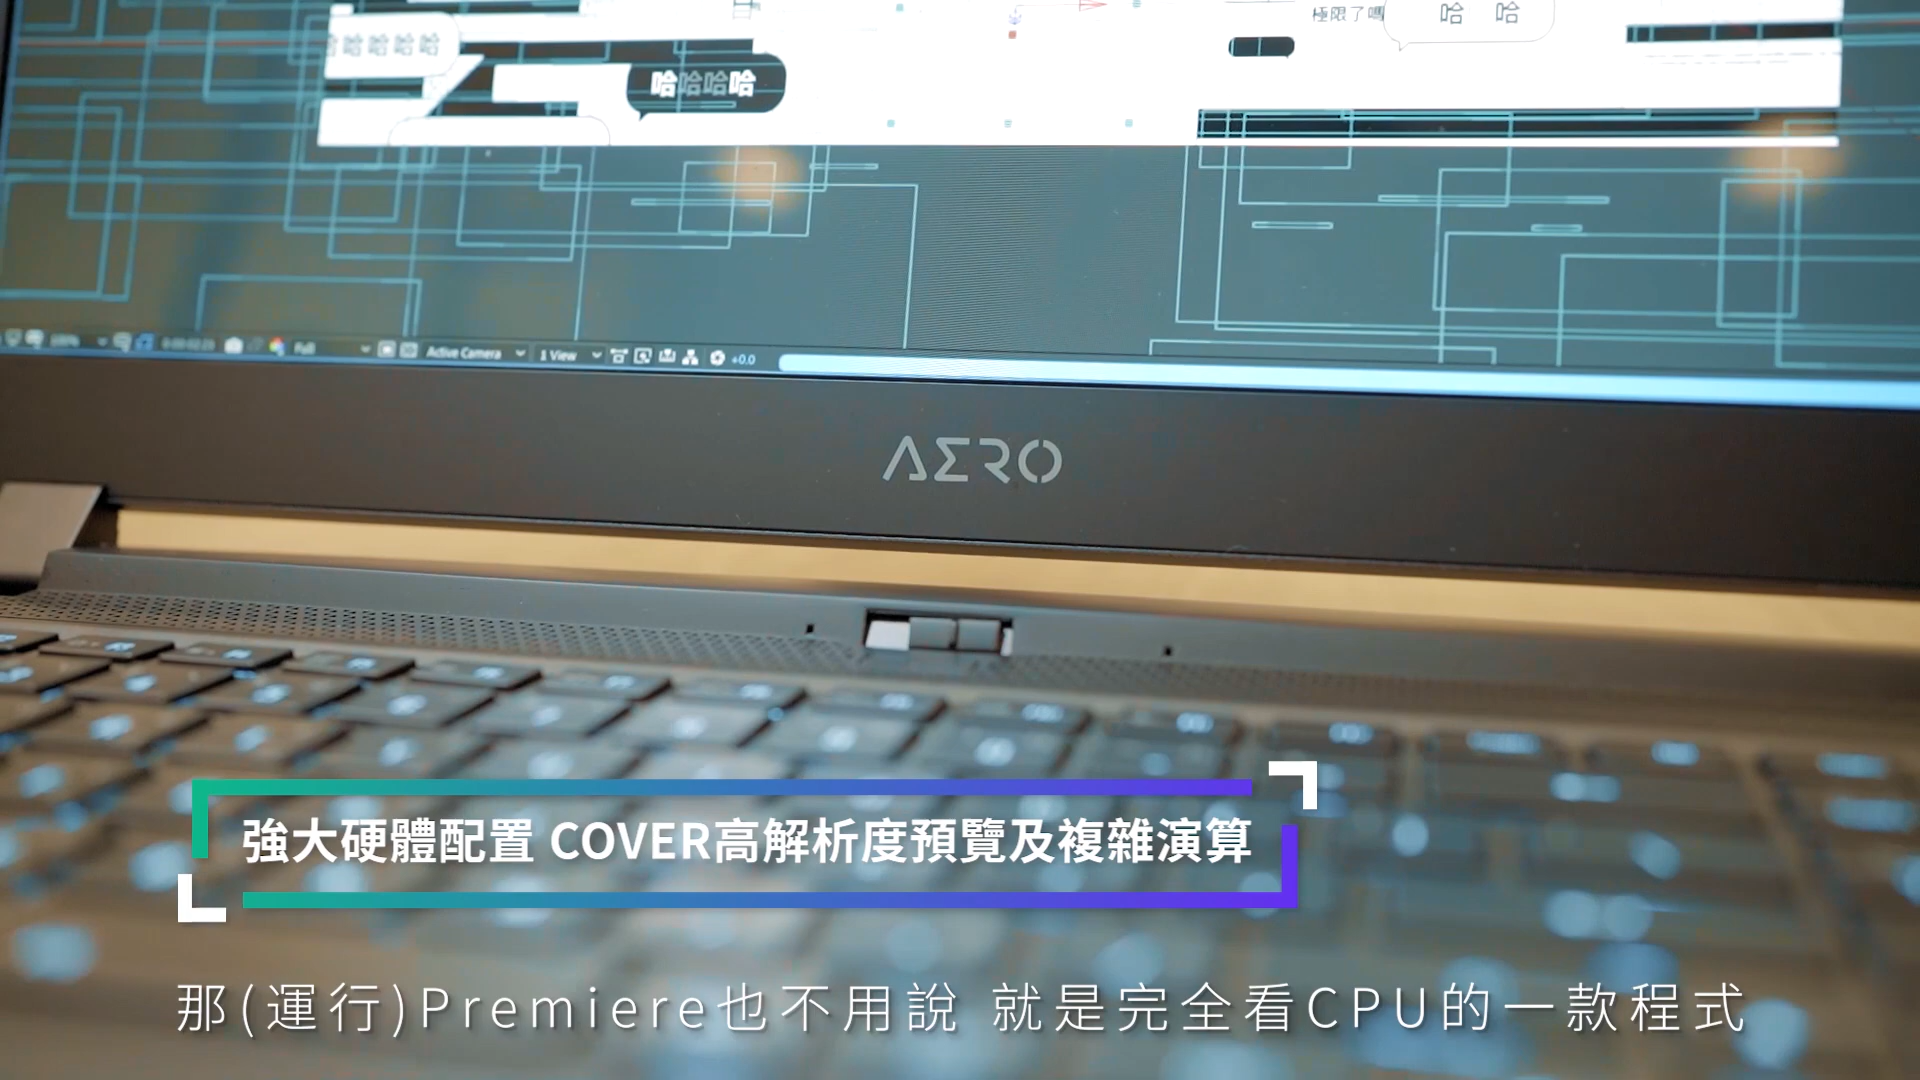 極限了嗎
哈 哈
哈哈哈哈
哈哈哈哈
Full
Active Camera
1 View
+0.0
AERO
強大硬體配置 COVER高解析度預覽及複雜演算
那(運行)Premiere也不用說 就是完全看CPU的一款程式